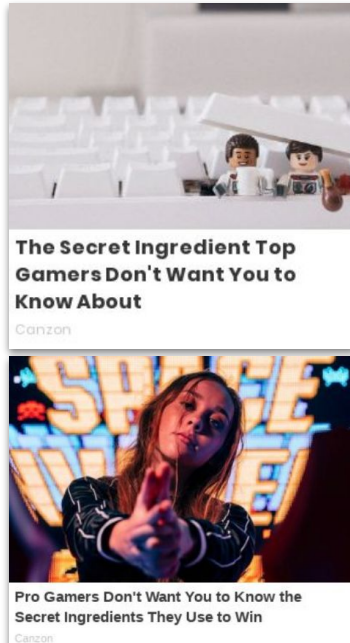 The Secret Ingredient Top
Gamers Don't Want You to
Know About
Canzon
SPACE
Pro Gamers Don't Want You to Know the
Secret Ingredients They Use to Win
Canzon